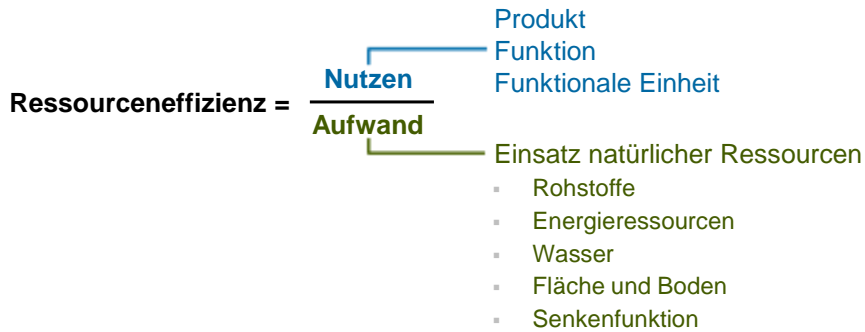 Ressourceneffizienz =
Nutzen
Aufwand
Produkt
Funktion
Funktionale Einheit
Einsatz natürlicher Ressourcen
▪ Rohstoffe
▪ Energieressourcen
▪ Wasser
▪ Fläche und Boden
▪ Senkenfunktion